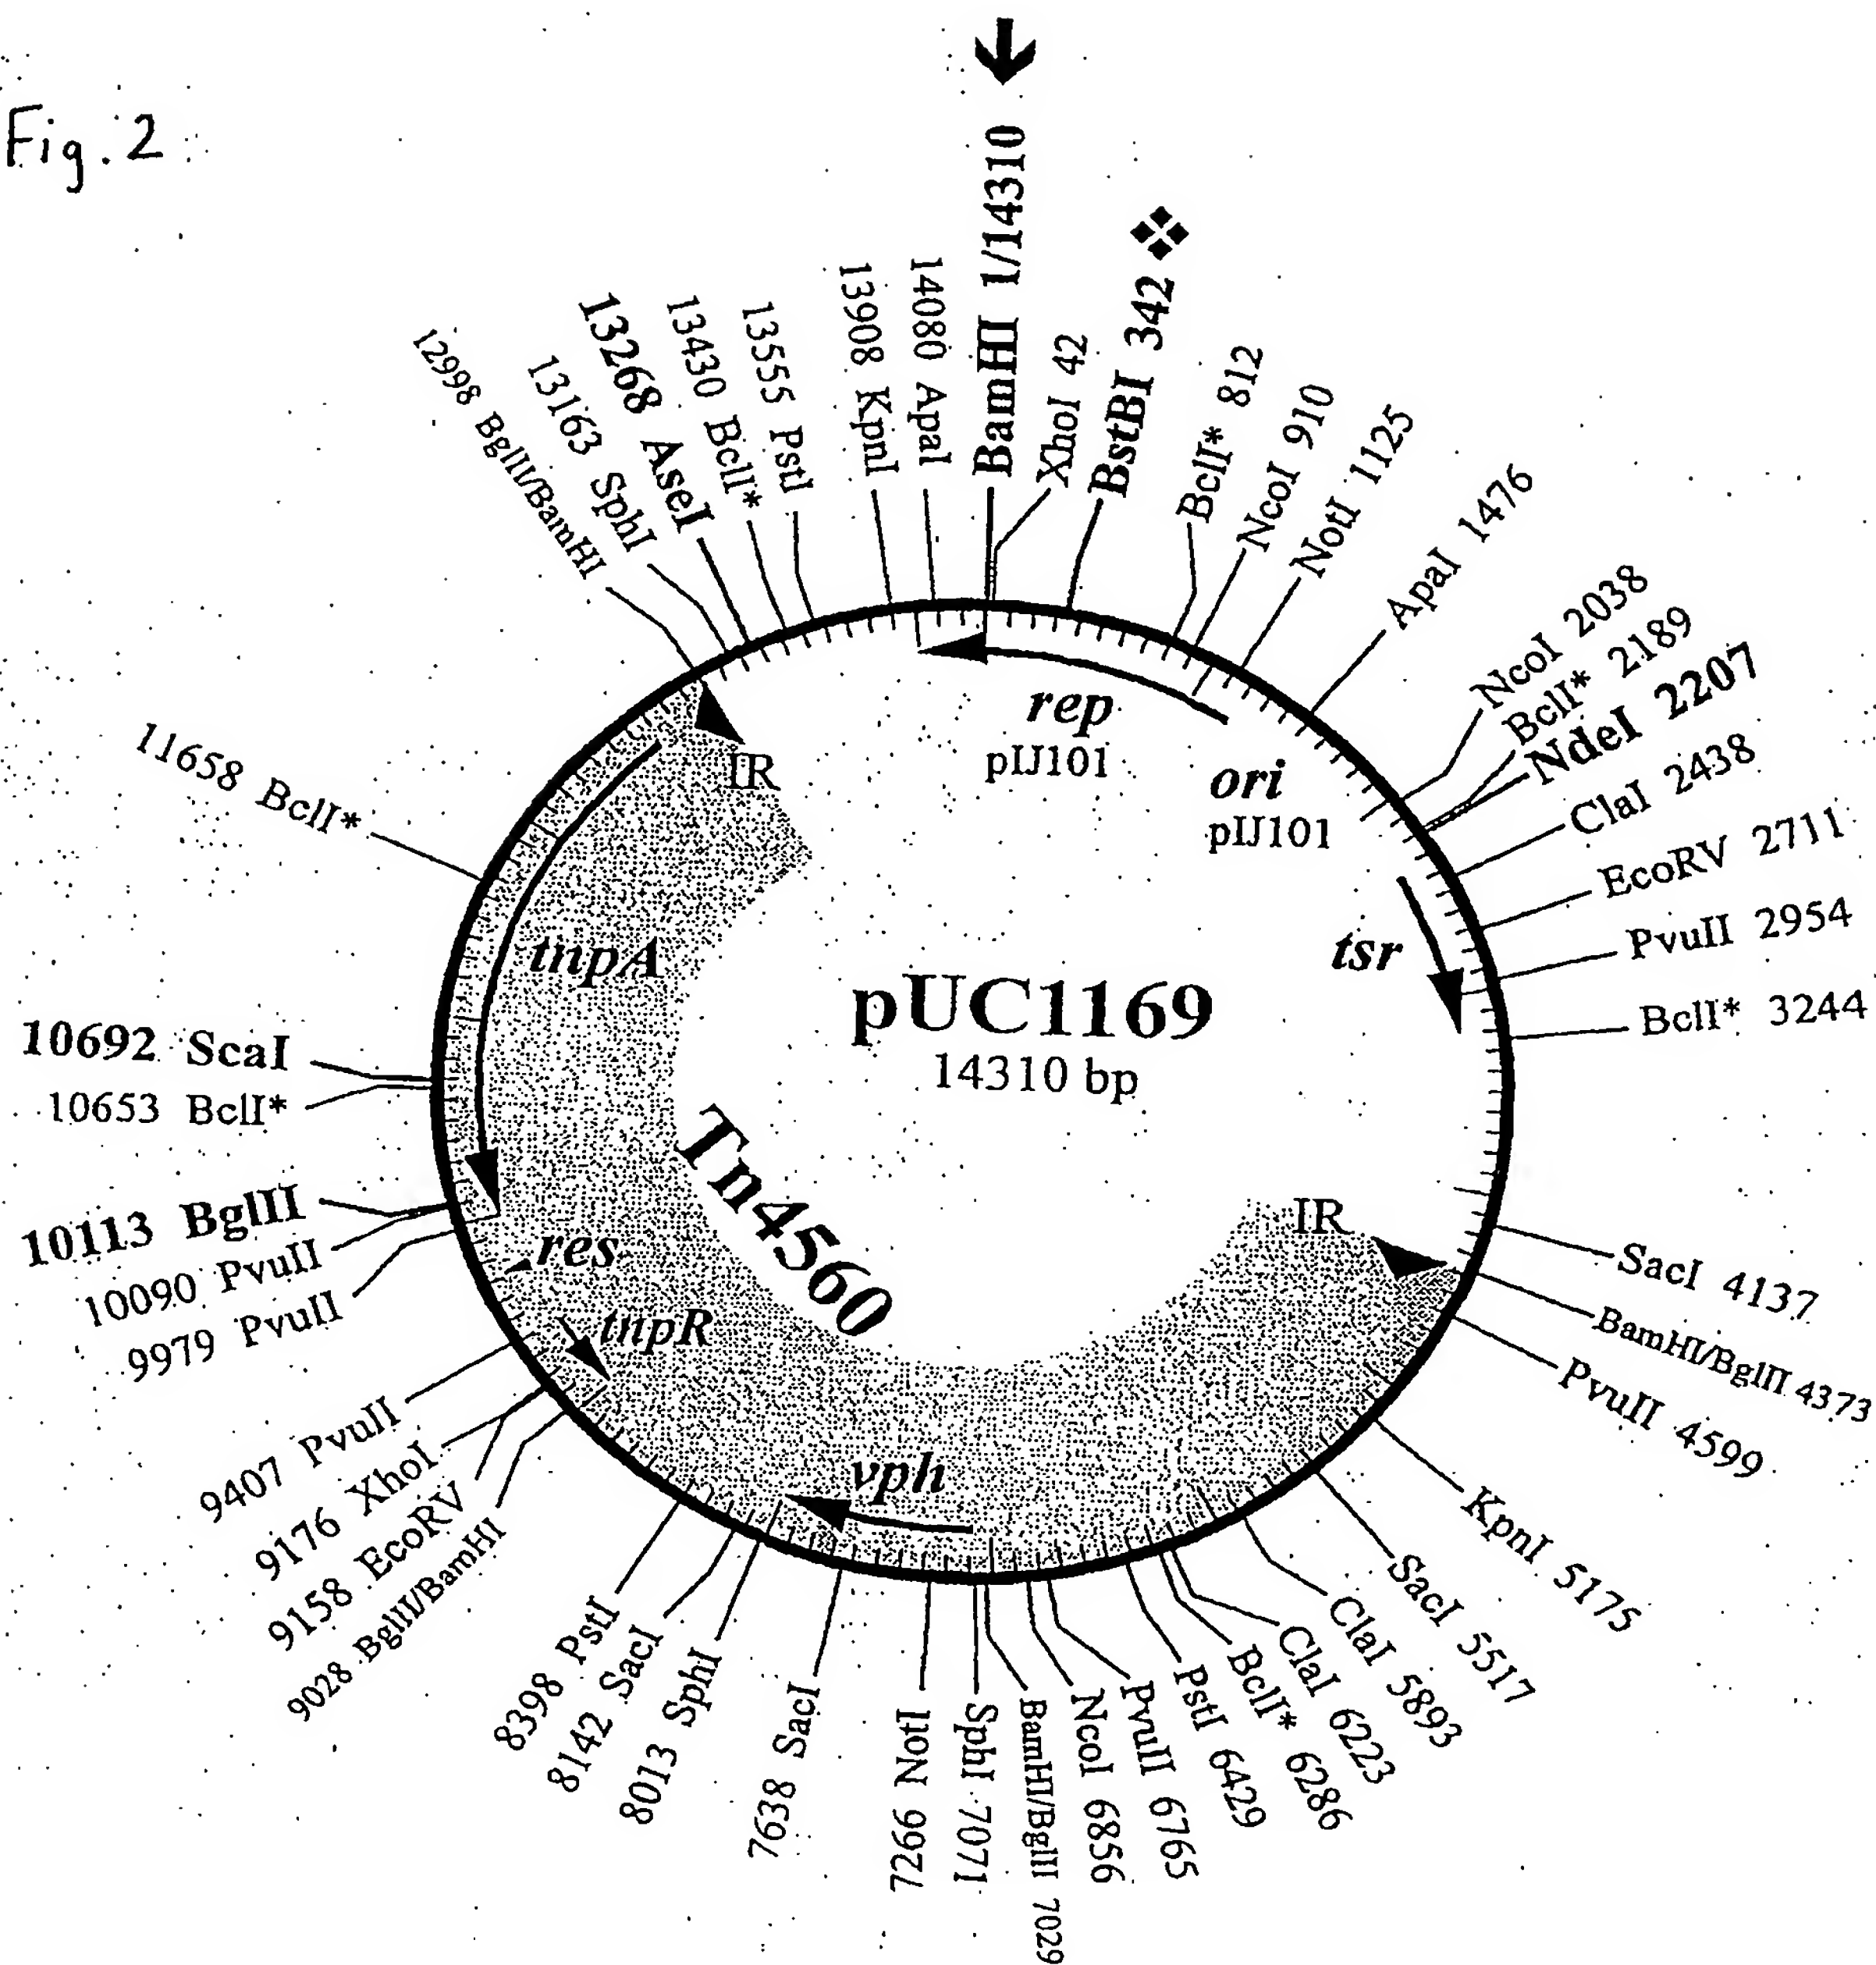 Fig. 2
BamHI 1/14310
XhoI 42
BstBI 342
BclI* 812
NcoI 910
NotI 1125
ApaI 1476
NcoI 2038
BclI* 2189
NdeI 2207
ClaI 2438
EcoRV 2711
PvuII 2954
BclI* 3244
SacI 4137
BamHI/BglII 4373
PvuII 4599
KpnI 5175
SacI 5517
ClaI 5893
ClaI 6223
BclI* 6286
PstI 6429
PvuII 6765
NcoI 6856
BamHI/BglII 7029
SphI 7071
7266 NotI
7638 SacI
8013 SphI
8142 SacI
8398 PstI
9028 BglII/BamHI
9158 EcoRV
9176 XhoI
9407 PvuII
9979 PvuII
10090 PvuII
10113 BglII
10653 BclI*
10692 ScaI
11658 BclI*
12998 BglII/BamHI
13163 SphI
13268 AseI
13430 BclI*
13555 PstI
13908 KpnI
14080 ApaI
rep
pIJ101
ori
pIJ101
tsr
IR
vph
tnpR
res
tnpA
IR
Tn4560
pUC1169
14310 bp